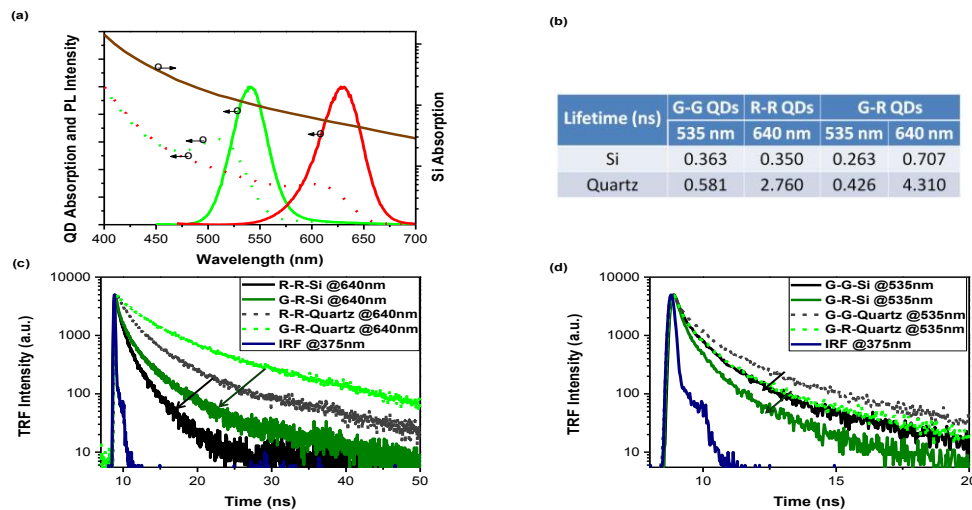 (a)
QD Absorption and PL Intensity
Si Absorption
400 450 500 550 600 650 700
Wavelength (nm)
(b)
Lifetime (ns) G-G QDs R-R QDs G-R QDs
535 nm 640 nm 535 nm 640 nm
Si 0.363 0.350 0.263 0.707
Quartz 0.581 2.760 0.426 4.310
(c)
TRF Intensity (a.u.)
10000
1000
100
10
R-R-Si @640nm
G-R-Si @640nm
R-R-Quartz @640nm
G-R-Quartz @640nm
IRF @375nm
10 20 30 40 50
Time (ns)
(d)
TRF Intensity (a.u.)
10000
1000
100
10
G-G-Si @535nm
G-R-Si @535nm
G-G-Quartz @535nm
G-R-Quartz @535nm
IRF @375nm
10 15 20
Time (ns)